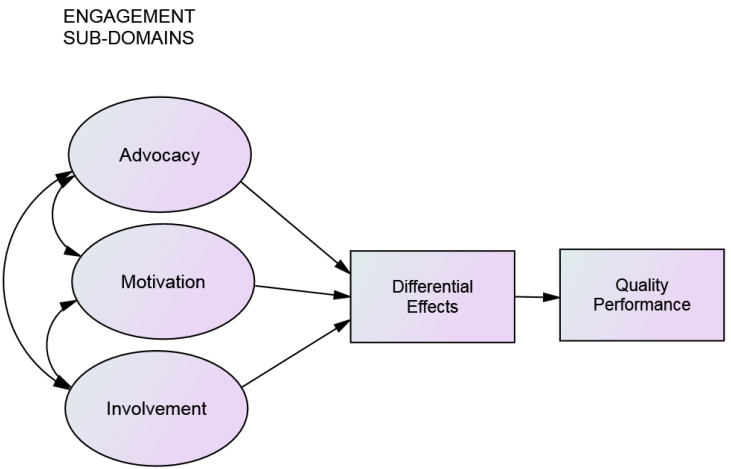 ENGAGEMENT
SUB-DOMAINS
Advocacy
Motivation
Involvement
Differential
Effects
Quality
Performance